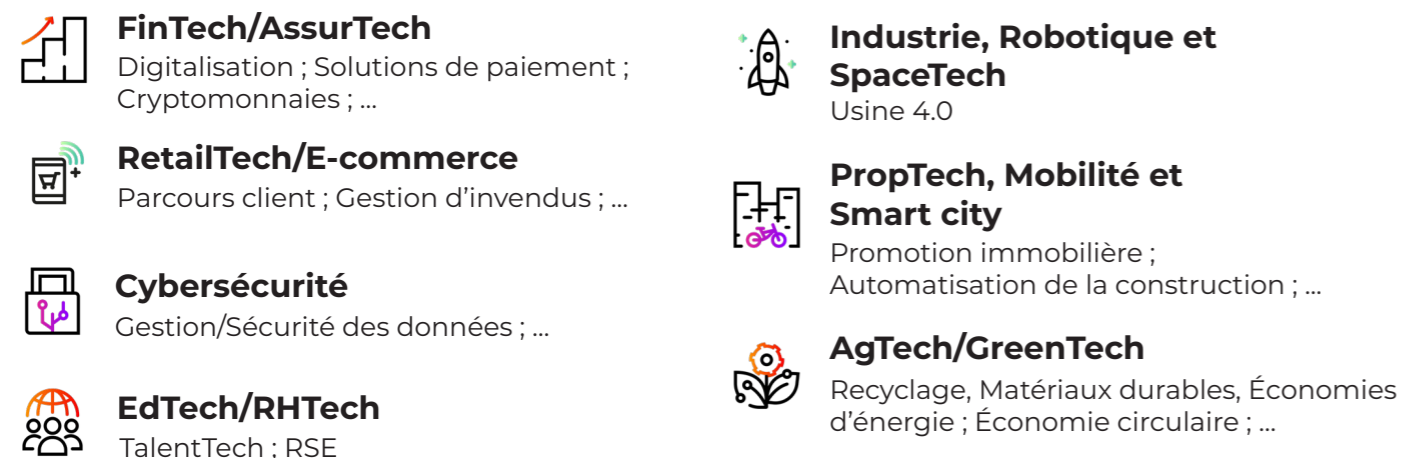 FinTech/AssurTech
Digitalisation ; Solutions de paiement ;
Cryptomonnaies ; ...
RetailTech/E-commerce
Parcours client ; Gestion d’invendus ; ...
Cybersécurité
Gestion/Sécurité des données ; ...
EdTech/RHTech
TalentTech ; RSE
Industrie, Robotique et
SpaceTech
Usine 4.0
PropTech, Mobilité et
Smart city
Promotion immobilière ;
Automatisation de la construction ; ...
AgTech/GreenTech
Recyclage, Matériaux durables, Économies
d’énergie ; Économie circulaire ; ...